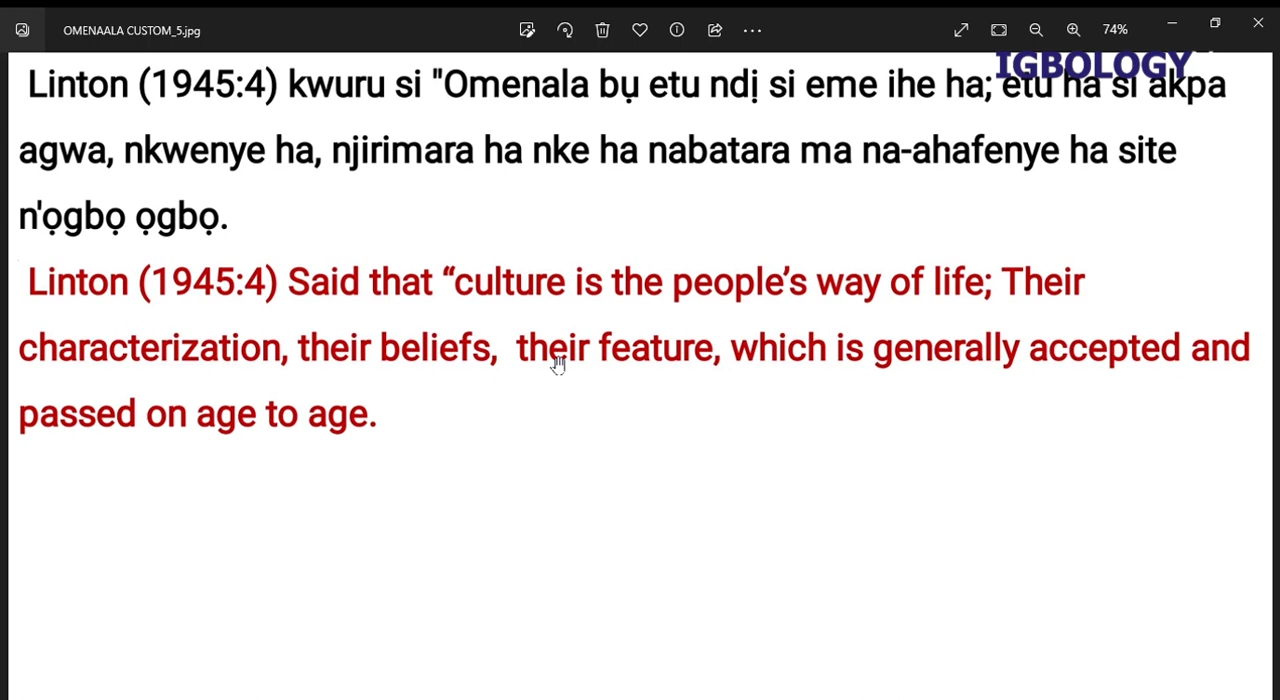 OMENAALA CUSTOM_5.jpg
74%
IGBOLOGY
Linton (1945:4) kwuru si "Omenala bụ etu ndị si eme ihe ha; etu ha si akpa
agwa, nkwenye ha, njirimara ha nke ha nabatara ma na-ahafenye ha site
n'ọgbọ ọgbọ.
Linton (1945:4) Said that “culture is the people’s way of life; Their
characterization, their beliefs,  their feature, which is generally accepted and
passed on age to age.